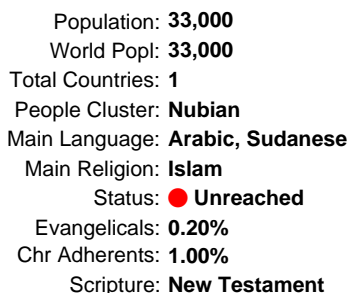 Population: 33,000
World Popl: 33,000
Total Countries: 1
People Cluster: Nubian
Main Language: Arabic, Sudanese
Main Religion: Islam
Status: Unreached
Evangelicals: 0.20%
Chr Adherents: 1.00%
Scripture: New Testament